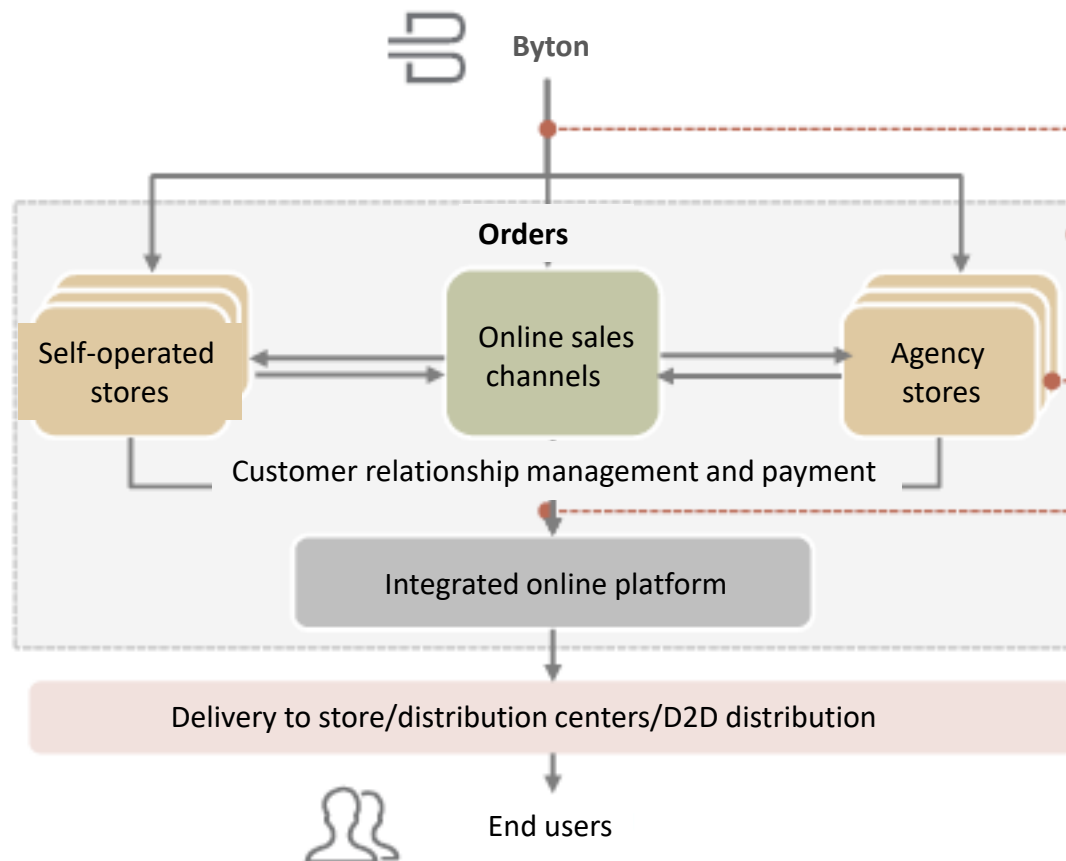 Byton
Orders
Self-operated
stores
Online sales
channels
Agency
stores
Customer relationship management and payment
Integrated online platform
Delivery to store/distribution centers/D2D distribution
End users